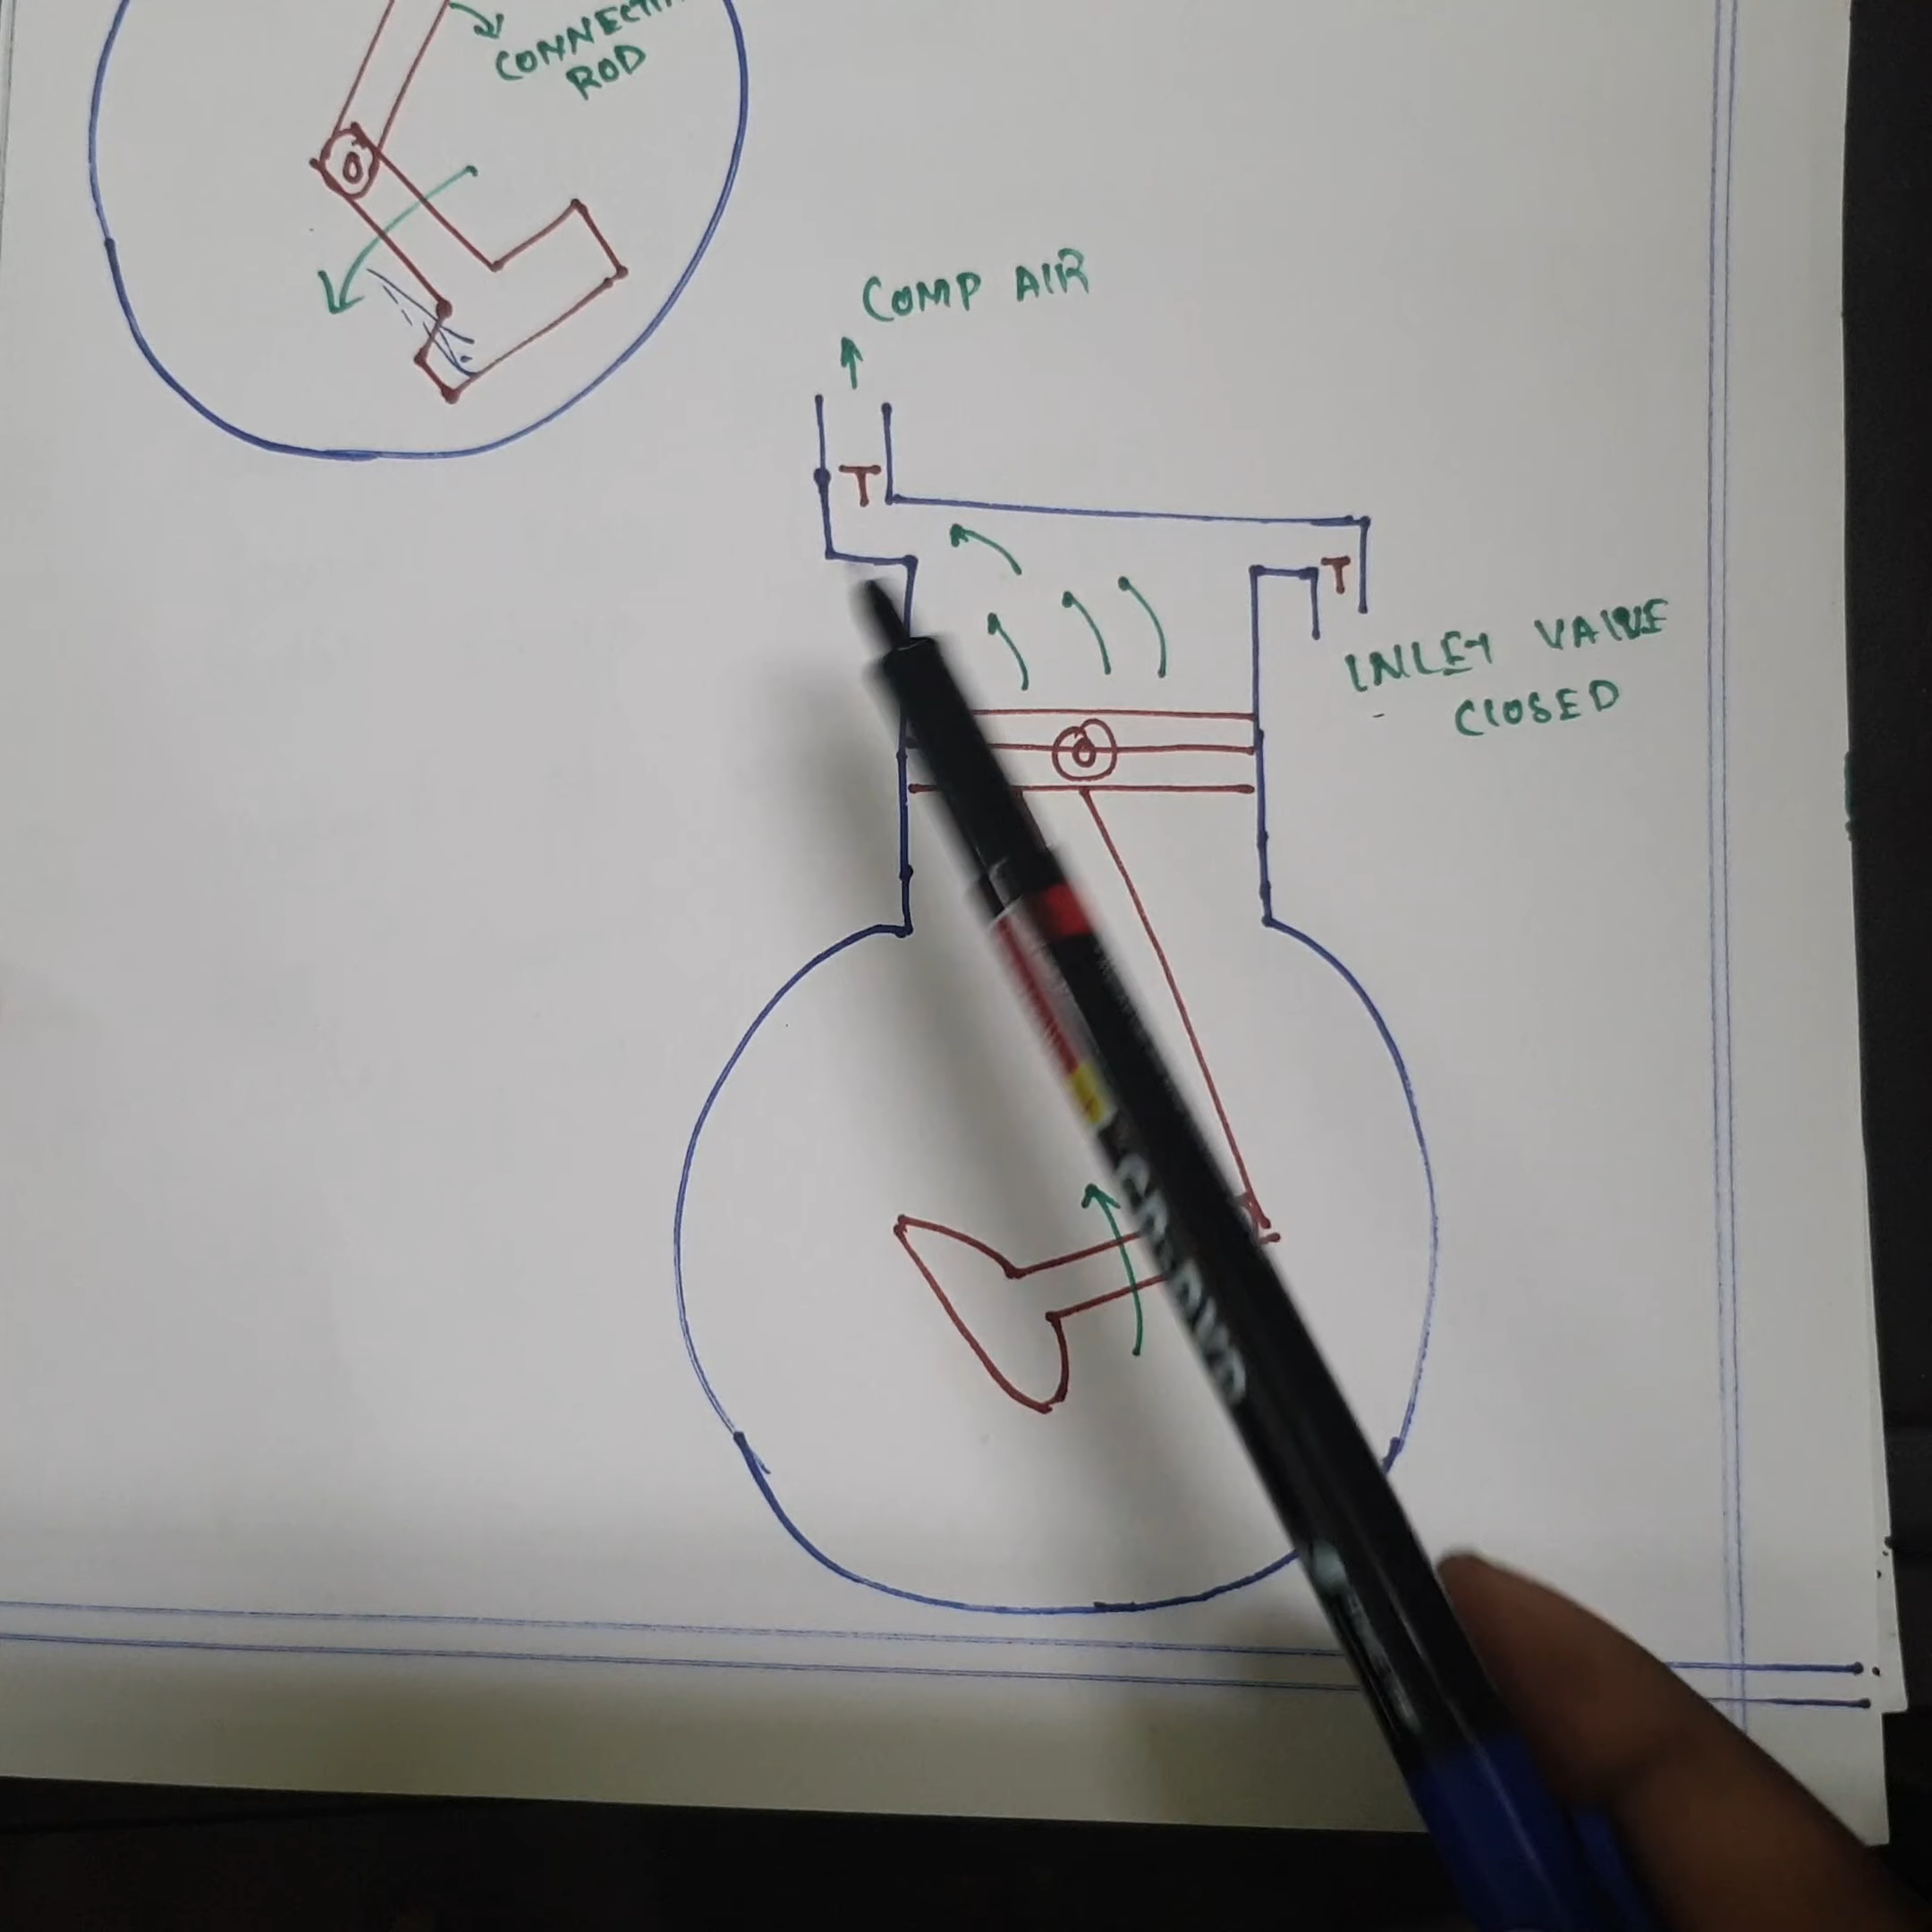 CONNECTI
ROD
COMP AIR
T
T
INLET VALVE
CLOSED